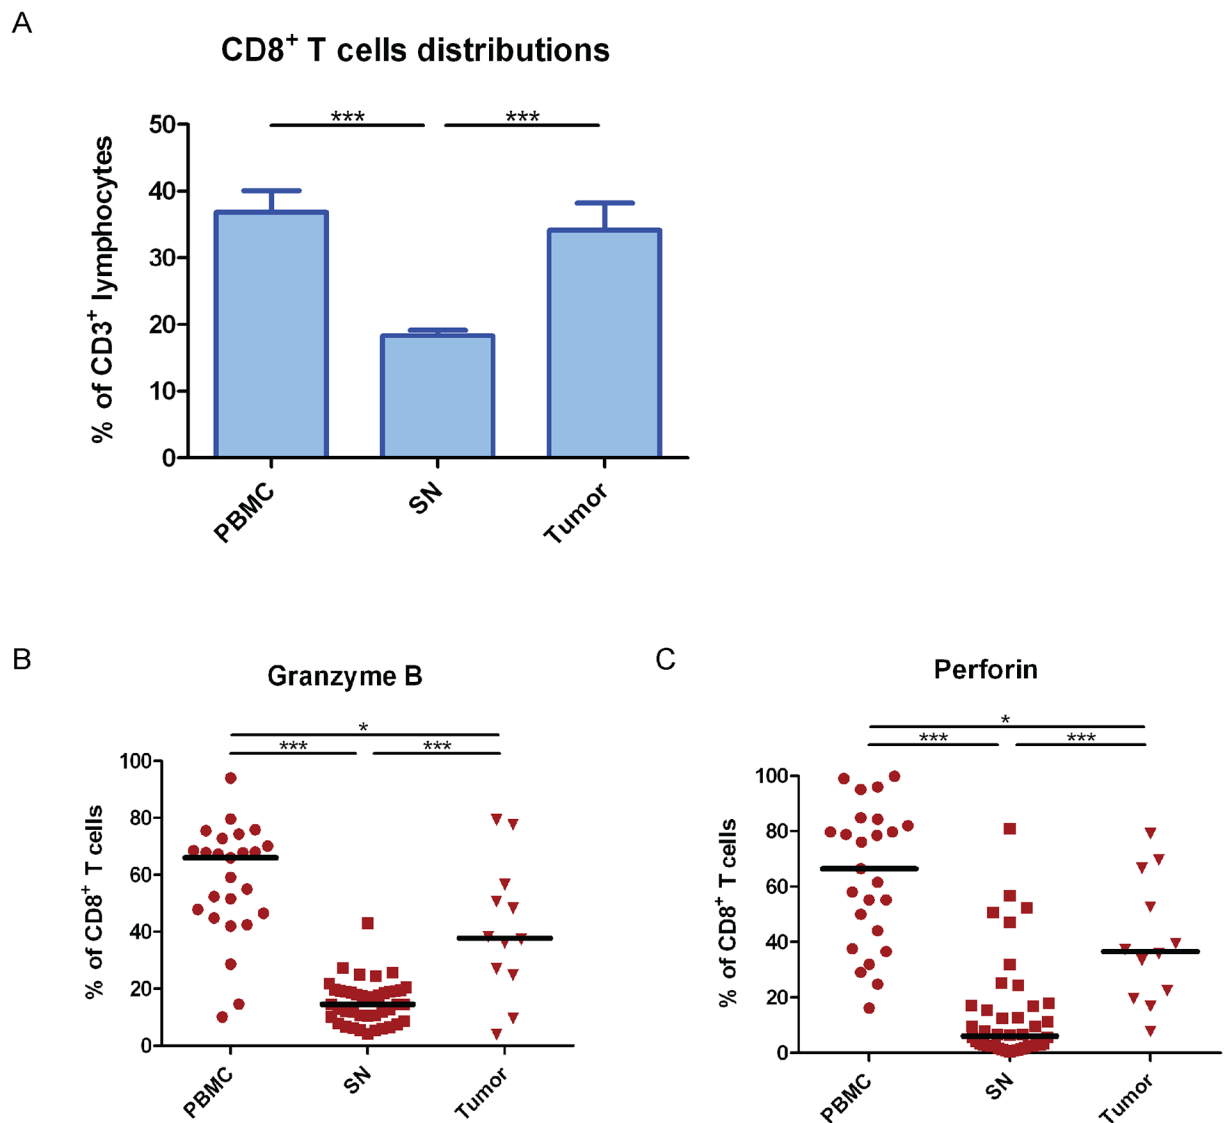 A
CD8+ T cells distributions
*** ***
% of CD3+ lymphocytes
50
40
30
20
10
0
PBMC
SN
Tumor
B
Granzyme B
*
*** ***
% of CD8+ T cells
100
80
60
40
20
0
PBMC
SN
Tumor
C
Perforin
*
*** ***
% of CD8+ T cells
100
80
60
40
20
0
PBMC
SN
Tumor